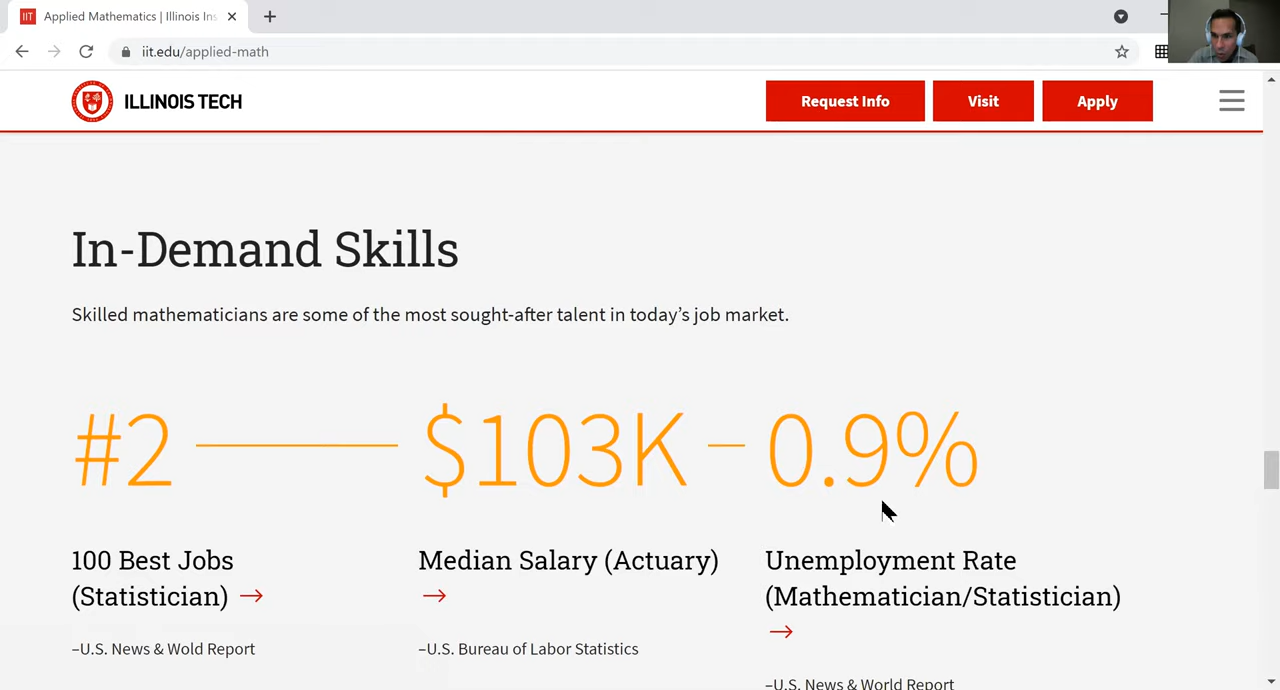 Applied Mathematics | Illinois Ins
iit.edu/applied-math
ILLINOIS TECH
Request Info
Visit
Apply
In-Demand Skills
Skilled mathematicians are some of the most sought-after talent in today's job market.
#2
$103K
0.9%
100 Best Jobs
(Statistician) →
Median Salary (Actuary)
→
Unemployment Rate
(Mathematician/Statistician)
→
–U.S. News & Wold Report
–U.S. Bureau of Labor Statistics
–U.S. News & World Report